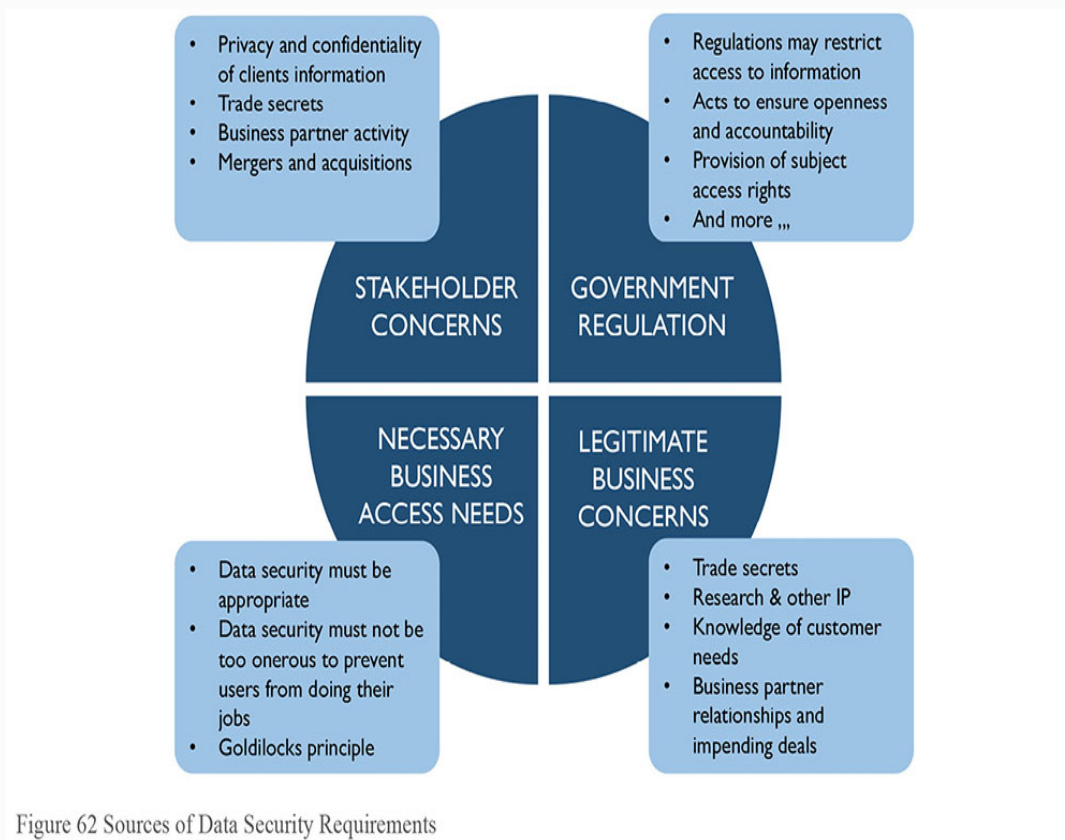 • Privacy and confidentiality
of clients information
• Trade secrets
• Business partner activity
• Mergers and acquisitions
• Regulations may restrict
access to information
• Acts to ensure openness
and accountability
• Provision of subject
access rights
• And more ,,,
STAKEHOLDER
CONCERNS
GOVERNMENT
REGULATION
NECESSARY
BUSINESS
ACCESS NEEDS
LEGITIMATE
BUSINESS
CONCERNS
• Data security must be
appropriate
• Data security must not be
too onerous to prevent
users from doing their
jobs
• Goldilocks principle
• Trade secrets
• Research & other IP
• Knowledge of customer
needs
• Business partner
relationships and
impending deals
Figure 62 Sources of Data Security Requirements